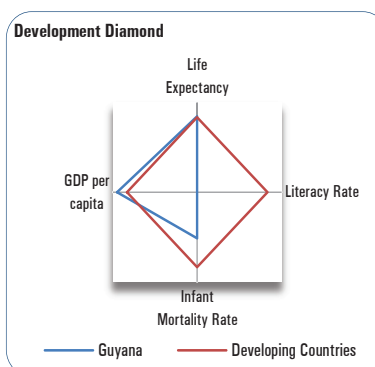 Development Diamond
Life
Expectancy
GDP per
capita
Literacy Rate
Infant
Mortality Rate
Guyana
Developing Countries